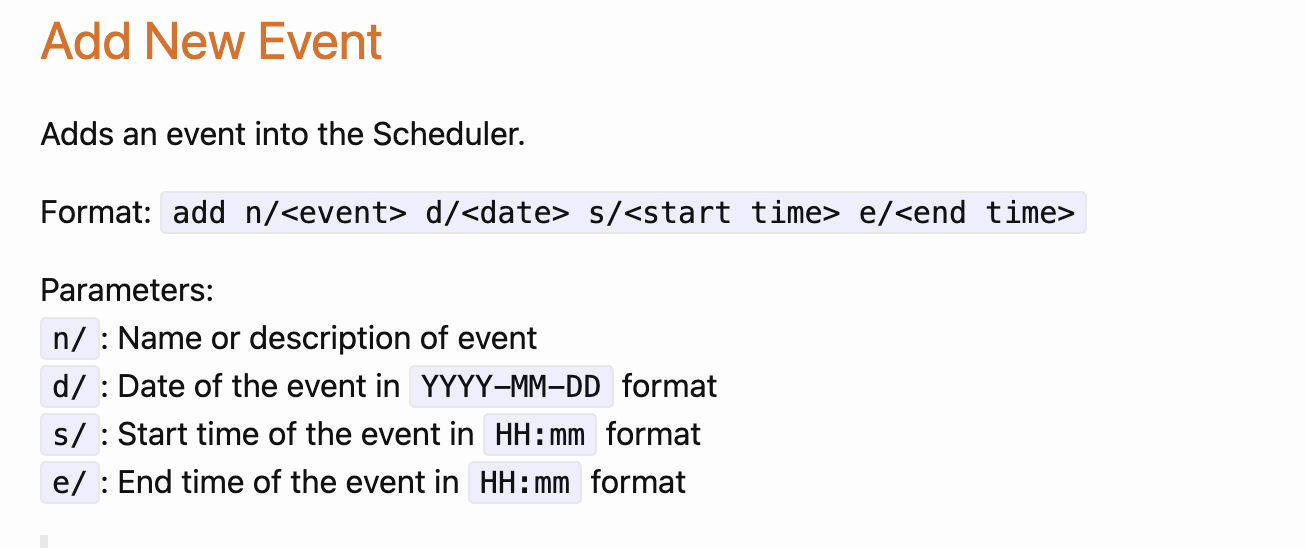 Add New Event
Adds an event into the Scheduler.
Format: add n/<event> d/<date> s/<start time> e/<end time>
Parameters:
n/ : Name or description of event
d/ : Date of the event in YYYY-MM-DD format
s/ : Start time of the event in HH:mm format
e/ : End time of the event in HH:mm format